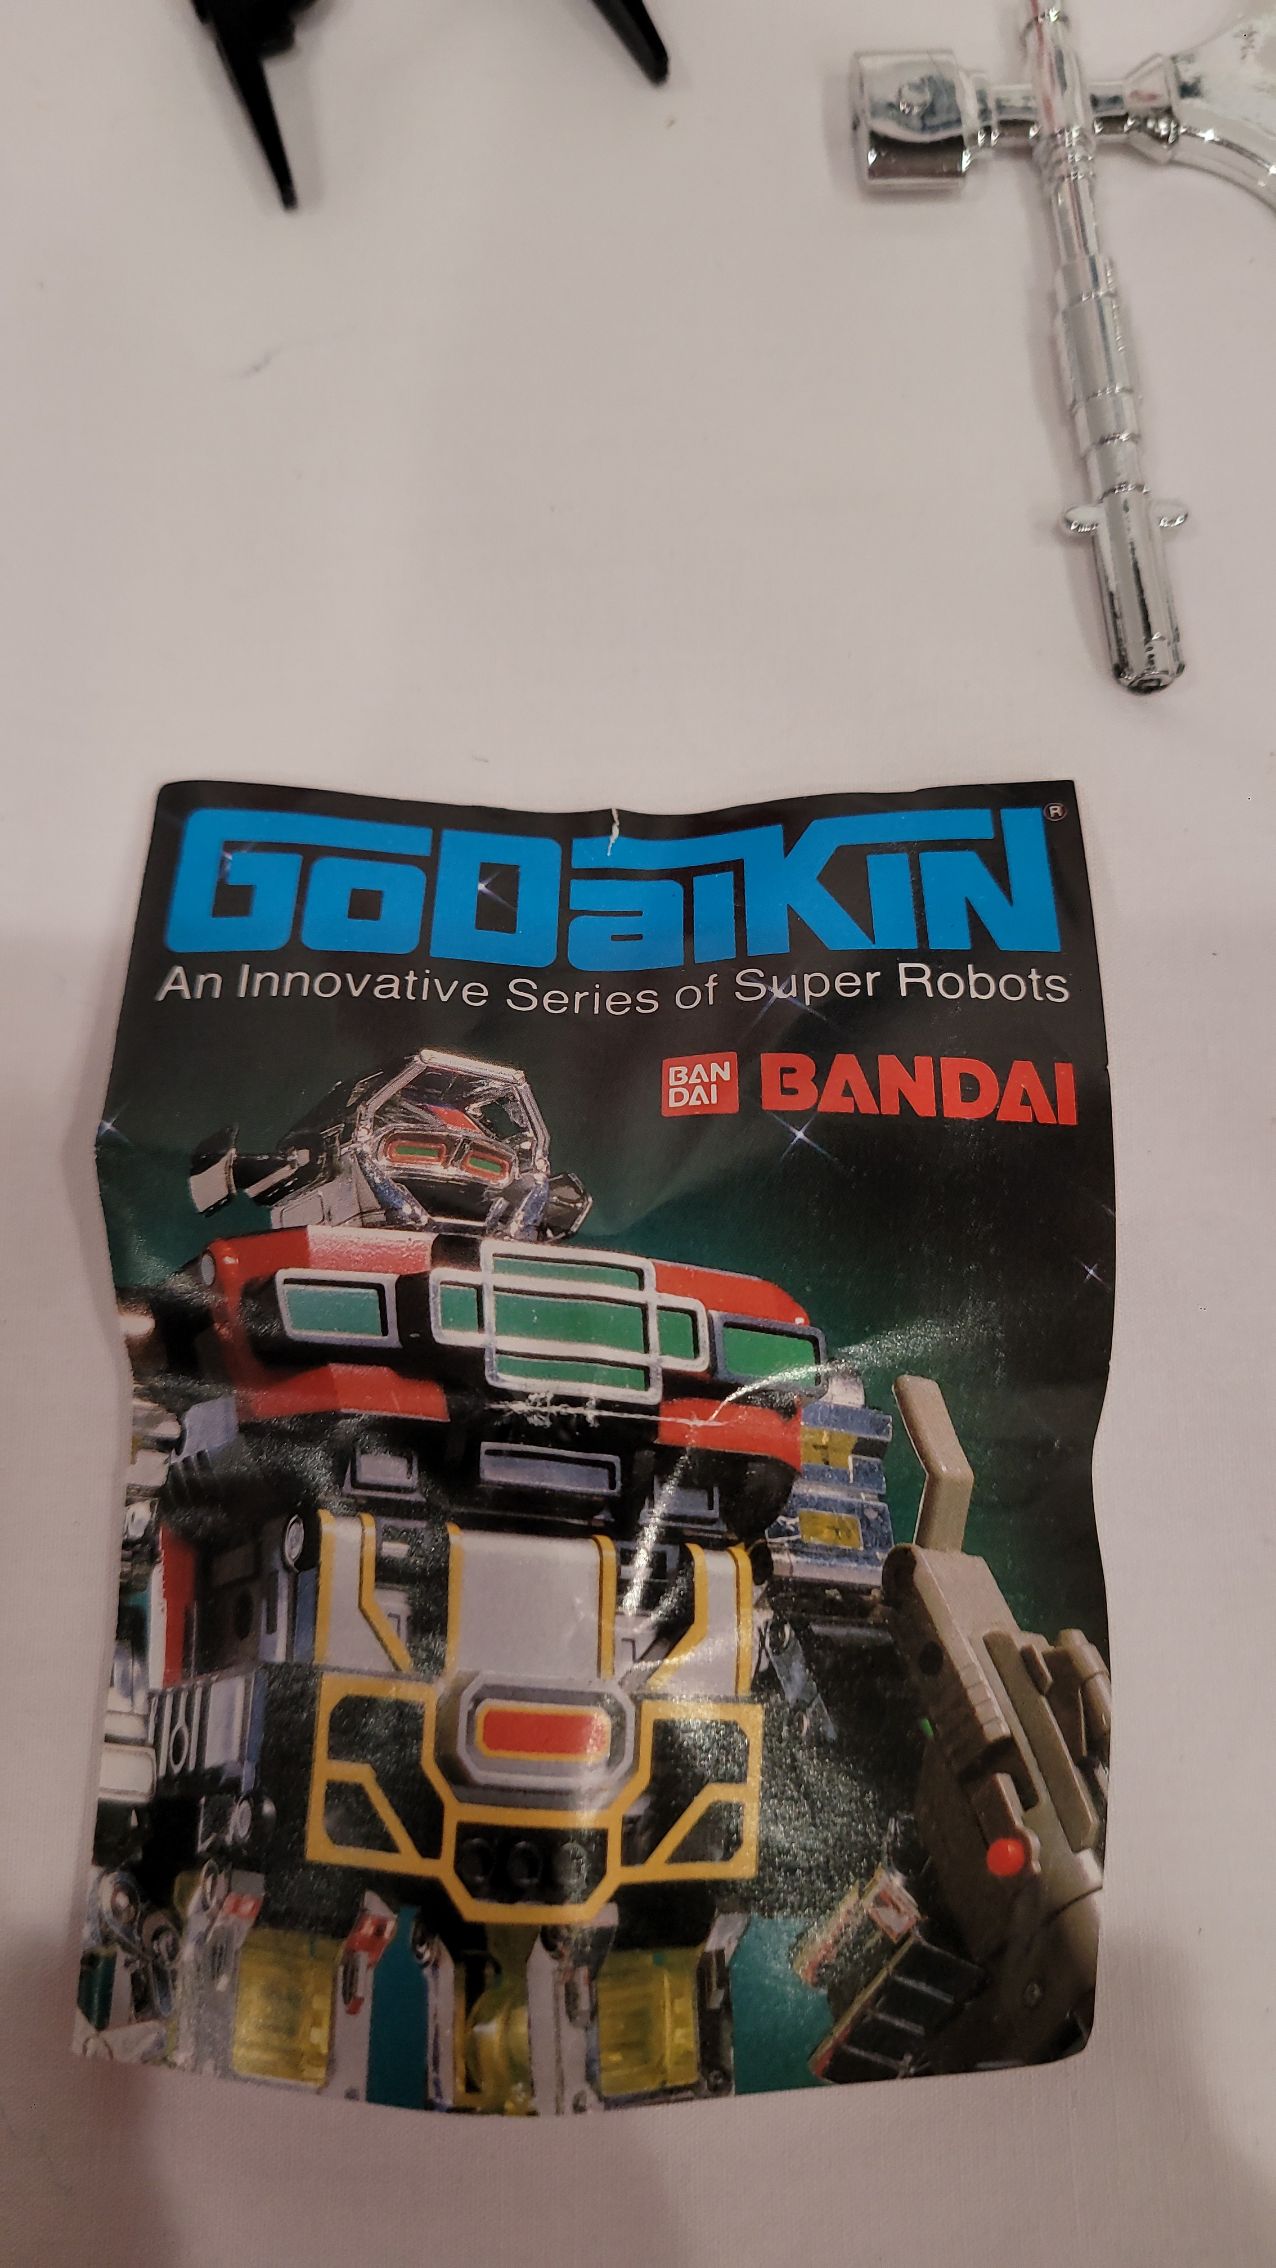 GoDaiKiN®
An Innovative Series of Super Robots
BAN
DAI
BANDAI